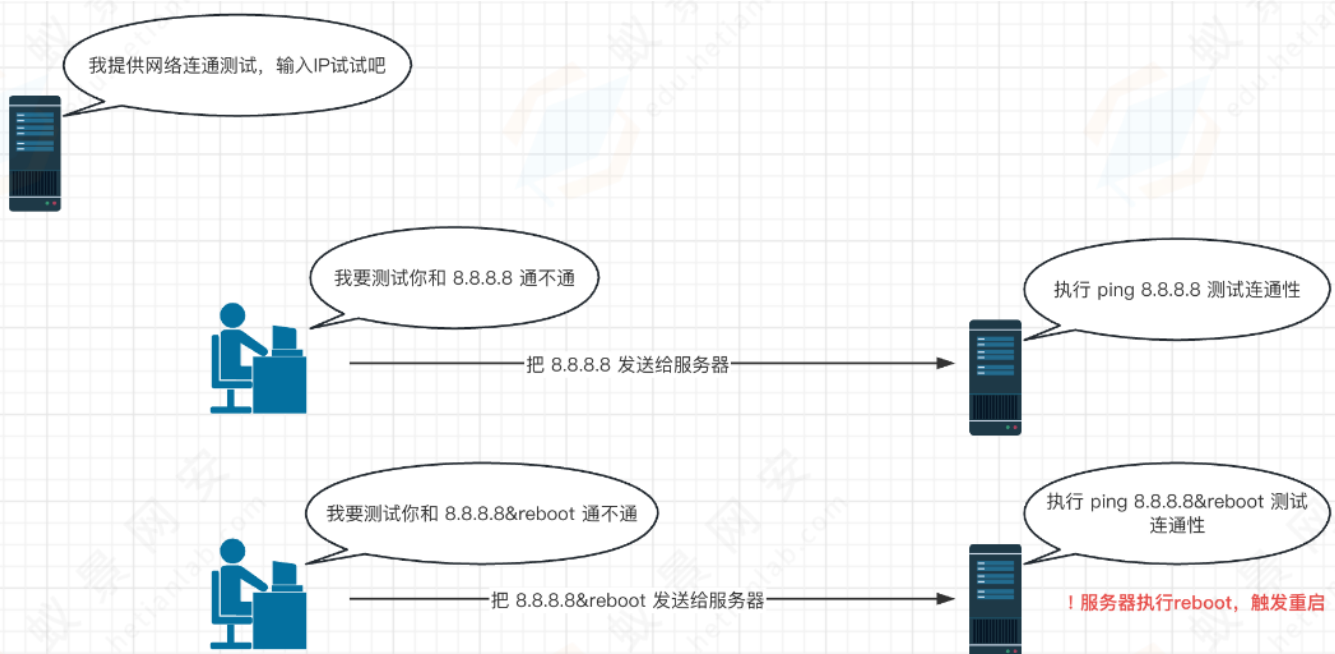 我提供网络连通测试，输入IP试试吧
我要测试你和 8.8.8.8 通不通
执行 ping 8.8.8.8 测试连通性
把 8.8.8.8 发送给服务器
我要测试你和 8.8.8.8&reboot 通不通
执行 ping 8.8.8.8&reboot 测试
连通性
把 8.8.8.8&reboot 发送给服务器
！服务器执行reboot，触发重启